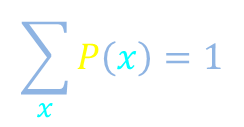 ∑ P(x) = 1
x